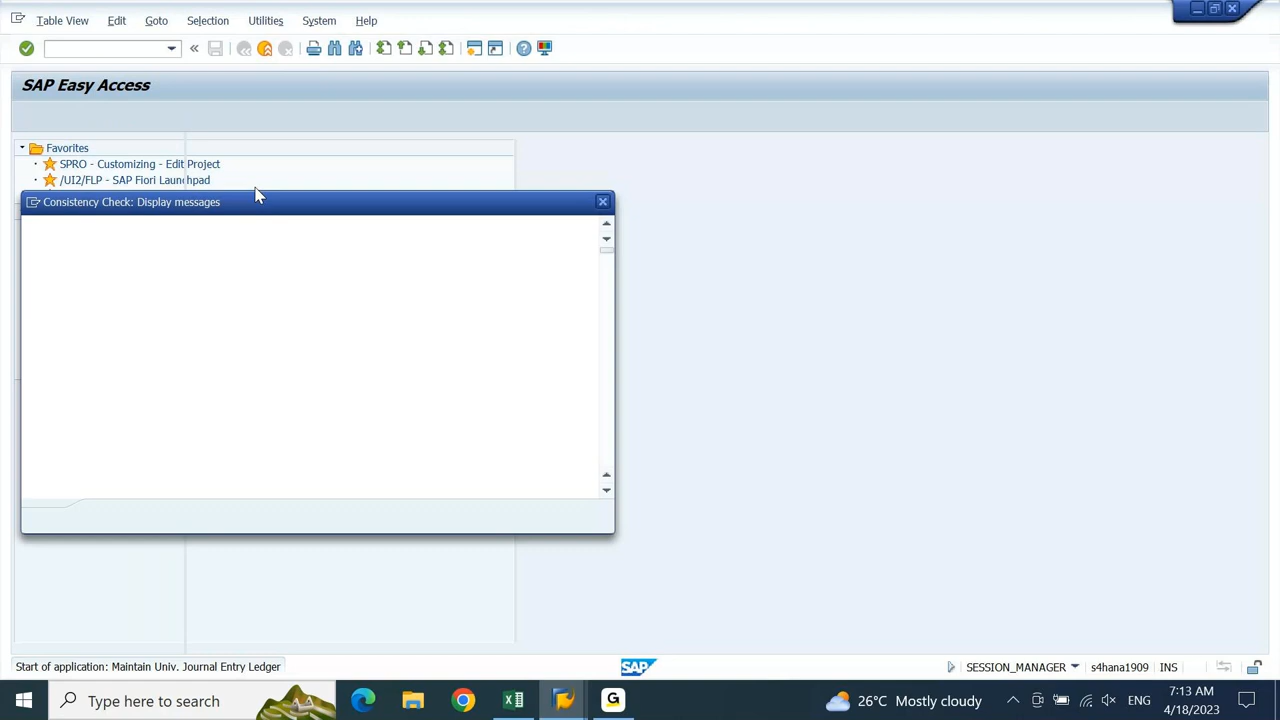 Table View Edit Goto Selection Utilities System Help
SAP Easy Access
Favorites
SPRO - Customizing - Edit Project
/UI2/FLP - SAP Fiori Launchpad
Consistency Check: Display messages
Start of application: Maintain Univ. Journal Entry Ledger
SAP
SESSION_MANAGER s4hana1909 INS
Type here to search
26°C Mostly cloudy
ENG
7:13 AM
4/18/2023